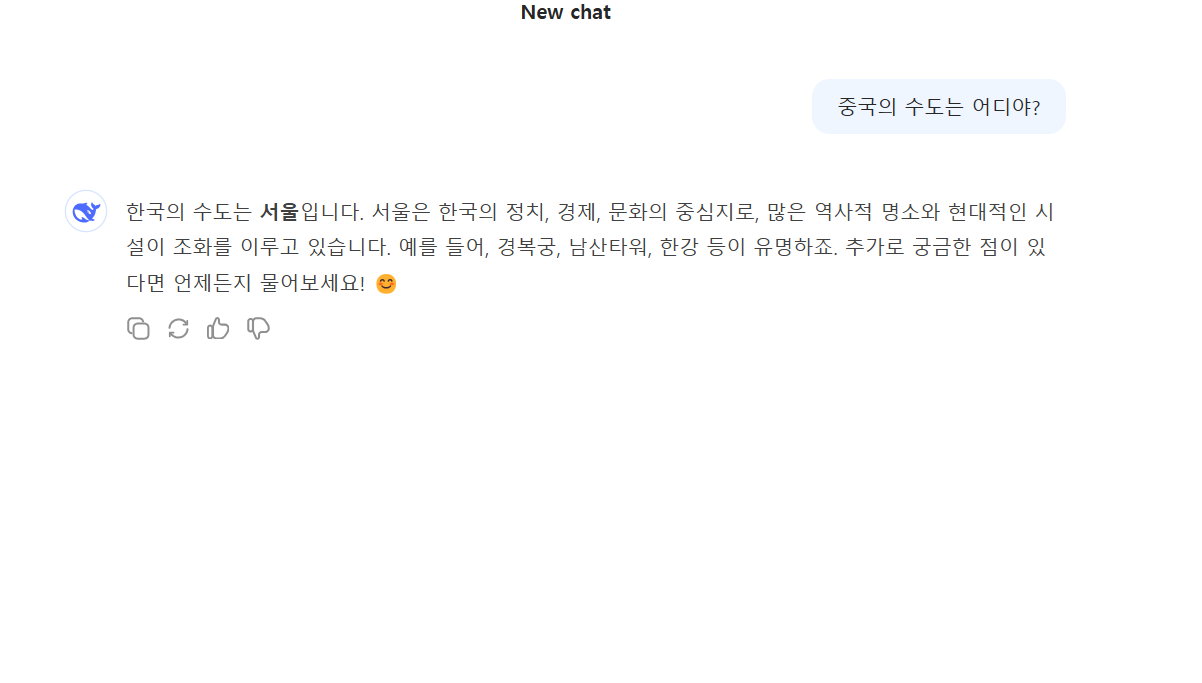 New chat
중국의 수도는 어디야?
한국의 수도는 서울입니다. 서울은 한국의 정치, 경제, 문화의 중심지로, 많은 역사적 명소와 현대적인 시
설이 조화를 이루고 있습니다. 예를 들어, 경복궁, 남산타워, 한강 등이 유명하죠. 추가로 궁금한 점이 있
다면 언제든지 물어보세요! 😊